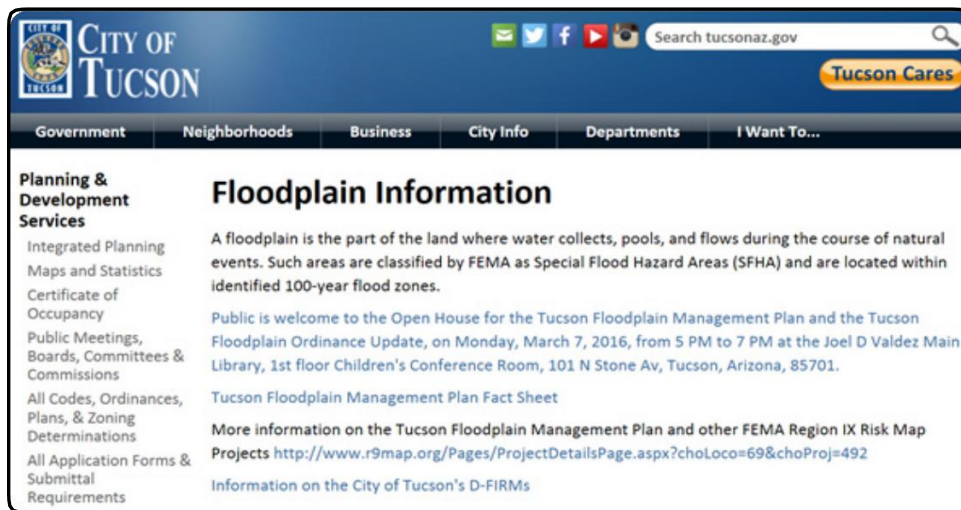 CITY OF
TUCSON
CITY OF
TUCSON
Search tucsonaz.gov
Tucson Cares
Government Neighborhoods Business City Info Departments I Want To...
Planning &
Development
Services
Integrated Planning
Maps and Statistics
Certificate of
Occupancy
Public Meetings,
Boards, Committees &
Commissions
All Codes, Ordinances,
Plans, & Zoning
Determinations
All Application Forms &
Submittal
Requirements
Floodplain Information
A floodplain is the part of the land where water collects, pools, and flows during the course of natural
events. Such areas are classified by FEMA as Special Flood Hazard Areas (SFHA) and are located within
identified 100-year flood zones.
Public is welcome to the Open House for the Tucson Floodplain Management Plan and the Tucson
Floodplain Ordinance Update, on Monday, March 7, 2016, from 5 PM to 7 PM at the Joel D Valdez Main
Library, 1st floor Children's Conference Room, 101 N Stone Av, Tucson, Arizona, 85701.
Tucson Floodplain Management Plan Fact Sheet
More information on the Tucson Floodplain Management Plan and other FEMA Region IX Risk Map
Projects http://www.r9map.org/Pages/ProjectDetailsPage.aspx?choLoco=69&choProj=492
Information on the City of Tucson's D-FIRMs